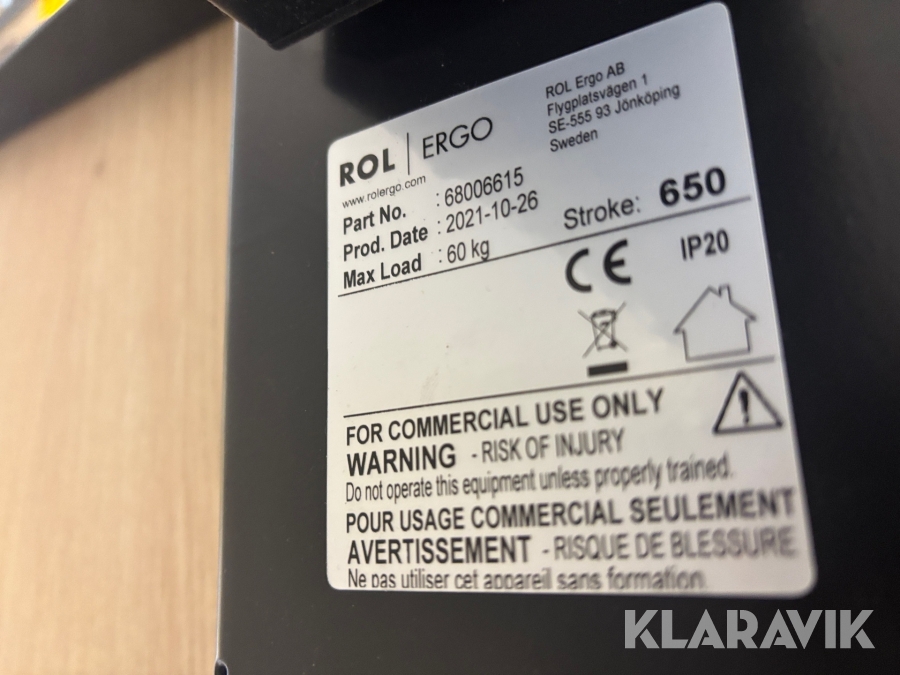 ROL | ERGO
www.rolergo.com
ROL Ergo AB
Flygplatsvägen 1
SE-555 93 Jönköping
Sweden
Part No. : 68006615
Prod. Date : 2021-10-26
Max Load : 60 kg
Stroke: 650
CE IP20
FOR COMMERCIAL USE ONLY
WARNING - RISK OF INJURY
Do not operate this equipment unless properly trained.
POUR USAGE COMMERCIAL SEULEMENT
AVERTISSEMENT - RISQUE DE BLESSURE
Ne pas utiliser cet appareil sans formation.
KLARAVIK